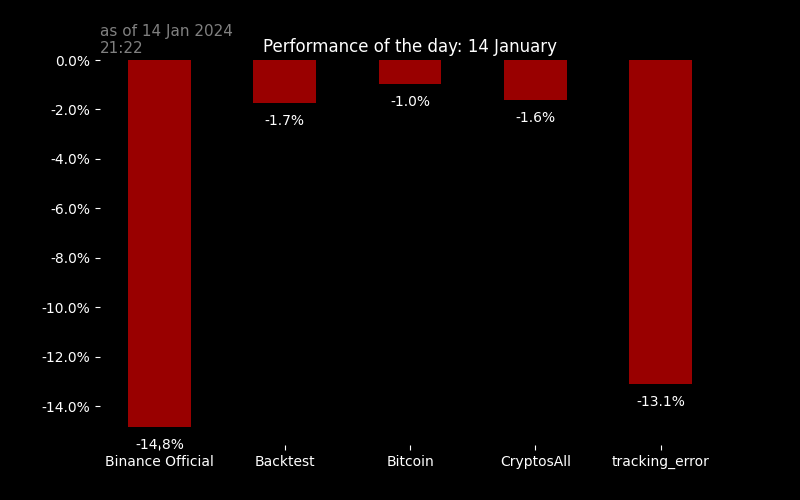 as of 14 Jan 2024
21:22
Performance of the day: 14 January
0.0%
-2.0%
-4.0%
-6.0%
-8.0%
-10.0%
-12.0%
-14.0%
-14.8%
-1.7%
-1.0%
-1.6%
-13.1%
Binance Official
Backtest
Bitcoin
CryptosAll
tracking_error